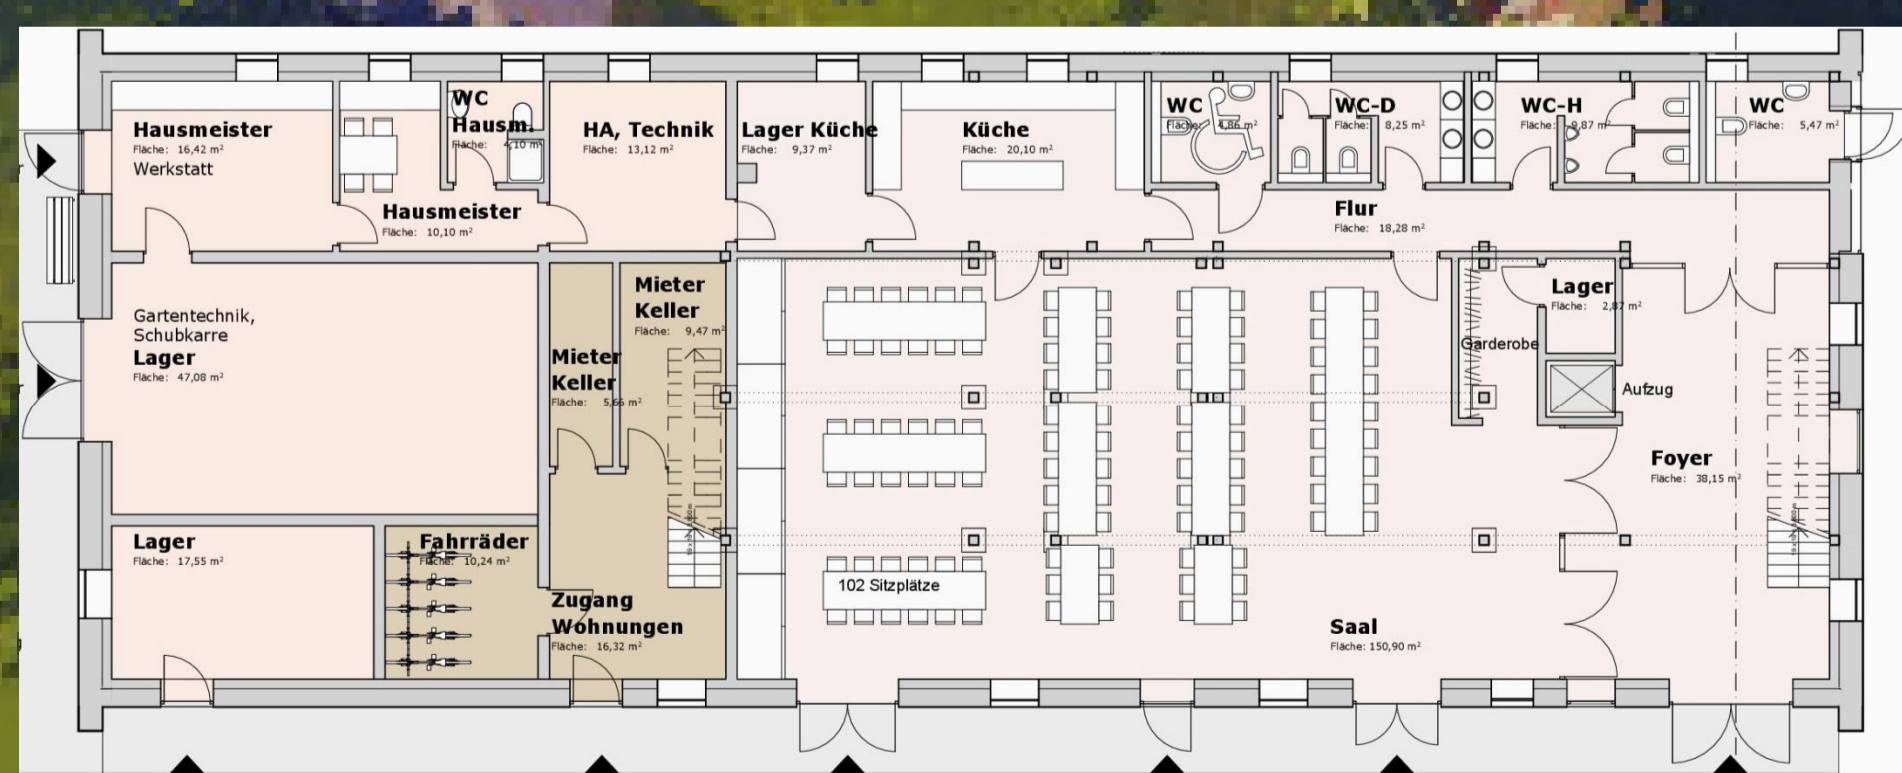 Hausmeister
Fläche: 16,42 m²
Werkstatt
WC
Hausm.
Fläche: 4,10 m²
Hausmeister
Fläche: 10,10 m²
HA, Technik
Fläche: 13,12 m²
Lager Küche
Fläche: 9,37 m²
Küche
Fläche: 20,10 m²
WC
Fläche: 4,86 m²
WC-D
Fläche: 8,25 m²
WC-H
Fläche: 9,87 m²
WC
Fläche: 5,47 m²
Flur
Fläche: 18,28 m²
Gartentechnik,
Schubkarre
Lager
Fläche: 47,08 m²
Mieter
Keller
Fläche: 5,66 m²
Mieter
Keller
Fläche: 9,47 m²
Lager
Fläche: 2,87 m²
Garderobe
Aufzug
Foyer
Fläche: 38,15 m²
Lager
Fläche: 17,55 m²
Fahrräder
Fläche: 10,24 m²
Zugang
Wohnungen
Fläche: 16,32 m²
102 Sitzplätze
Saal
Fläche: 150,90 m²